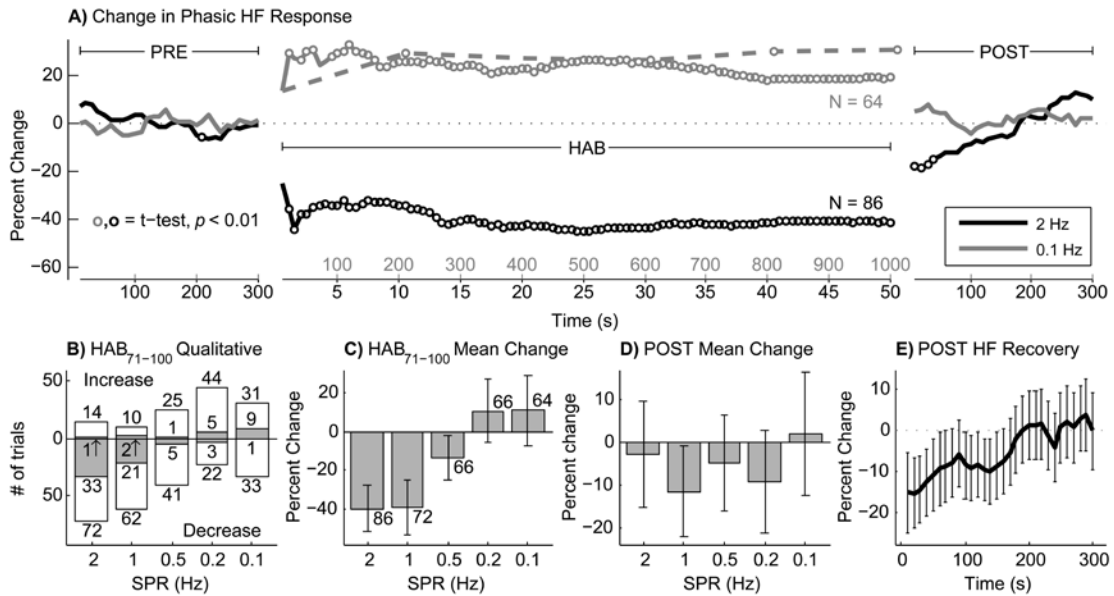 A) Change in Phasic HF Response
PRE
POST
20
0
−20
−40
−60
Percent Change
N = 64
HAB
N = 86
o,o = t−test, p < 0.01
2 Hz
0.1 Hz
100 200 300
100 200 300 400 500 600 700 800 900 1000
5 10 15 20 25 30 35 40 45 50
100 200 300
Time (s)
B) HAB71−100 Qualitative
50
0
50
# of trials
Increase
14 10 25 44 31
1↑ 2↑ 1 5 9
33 21 5 3 1
72 62 41 22 33
Decrease
2 1 0.5 0.2 0.1
SPR (Hz)
C) HAB71−100 Mean Change
20
0
−20
−40
Percent change
86 72 66 66 64
2 1 0.5 0.2 0.1
SPR (Hz)
D) POST Mean Change
10
0
−10
−20
Percent change
2 1 0.5 0.2 0.1
SPR (Hz)
E) POST HF Recovery
10
0
−10
−20
Percent Change
0 100 200 300
Time (s)